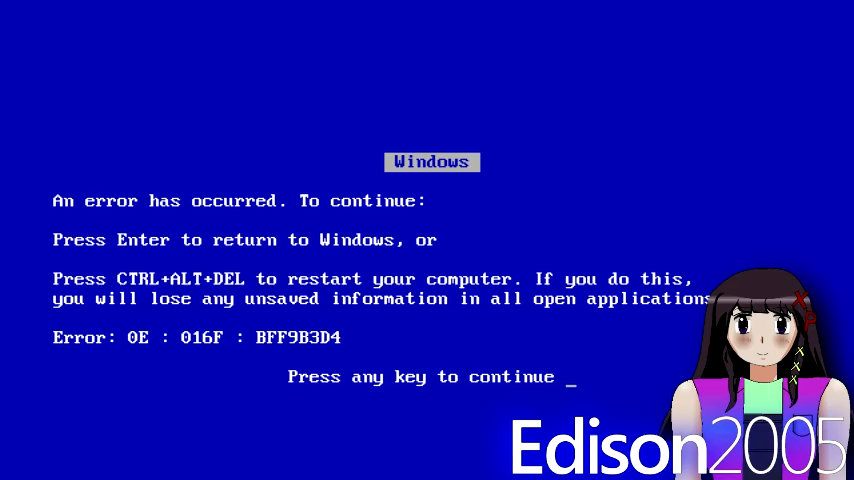 Windows
An error has occurred. To continue:
Press Enter to return to Windows, or
Press CTRL+ALT+DEL to restart your computer. If you do this,
you will lose any unsaved information in all open applications
Error: 0E : 016F : BFF9B3D4
Press any key to continue _
XP
XXX
Edison2005